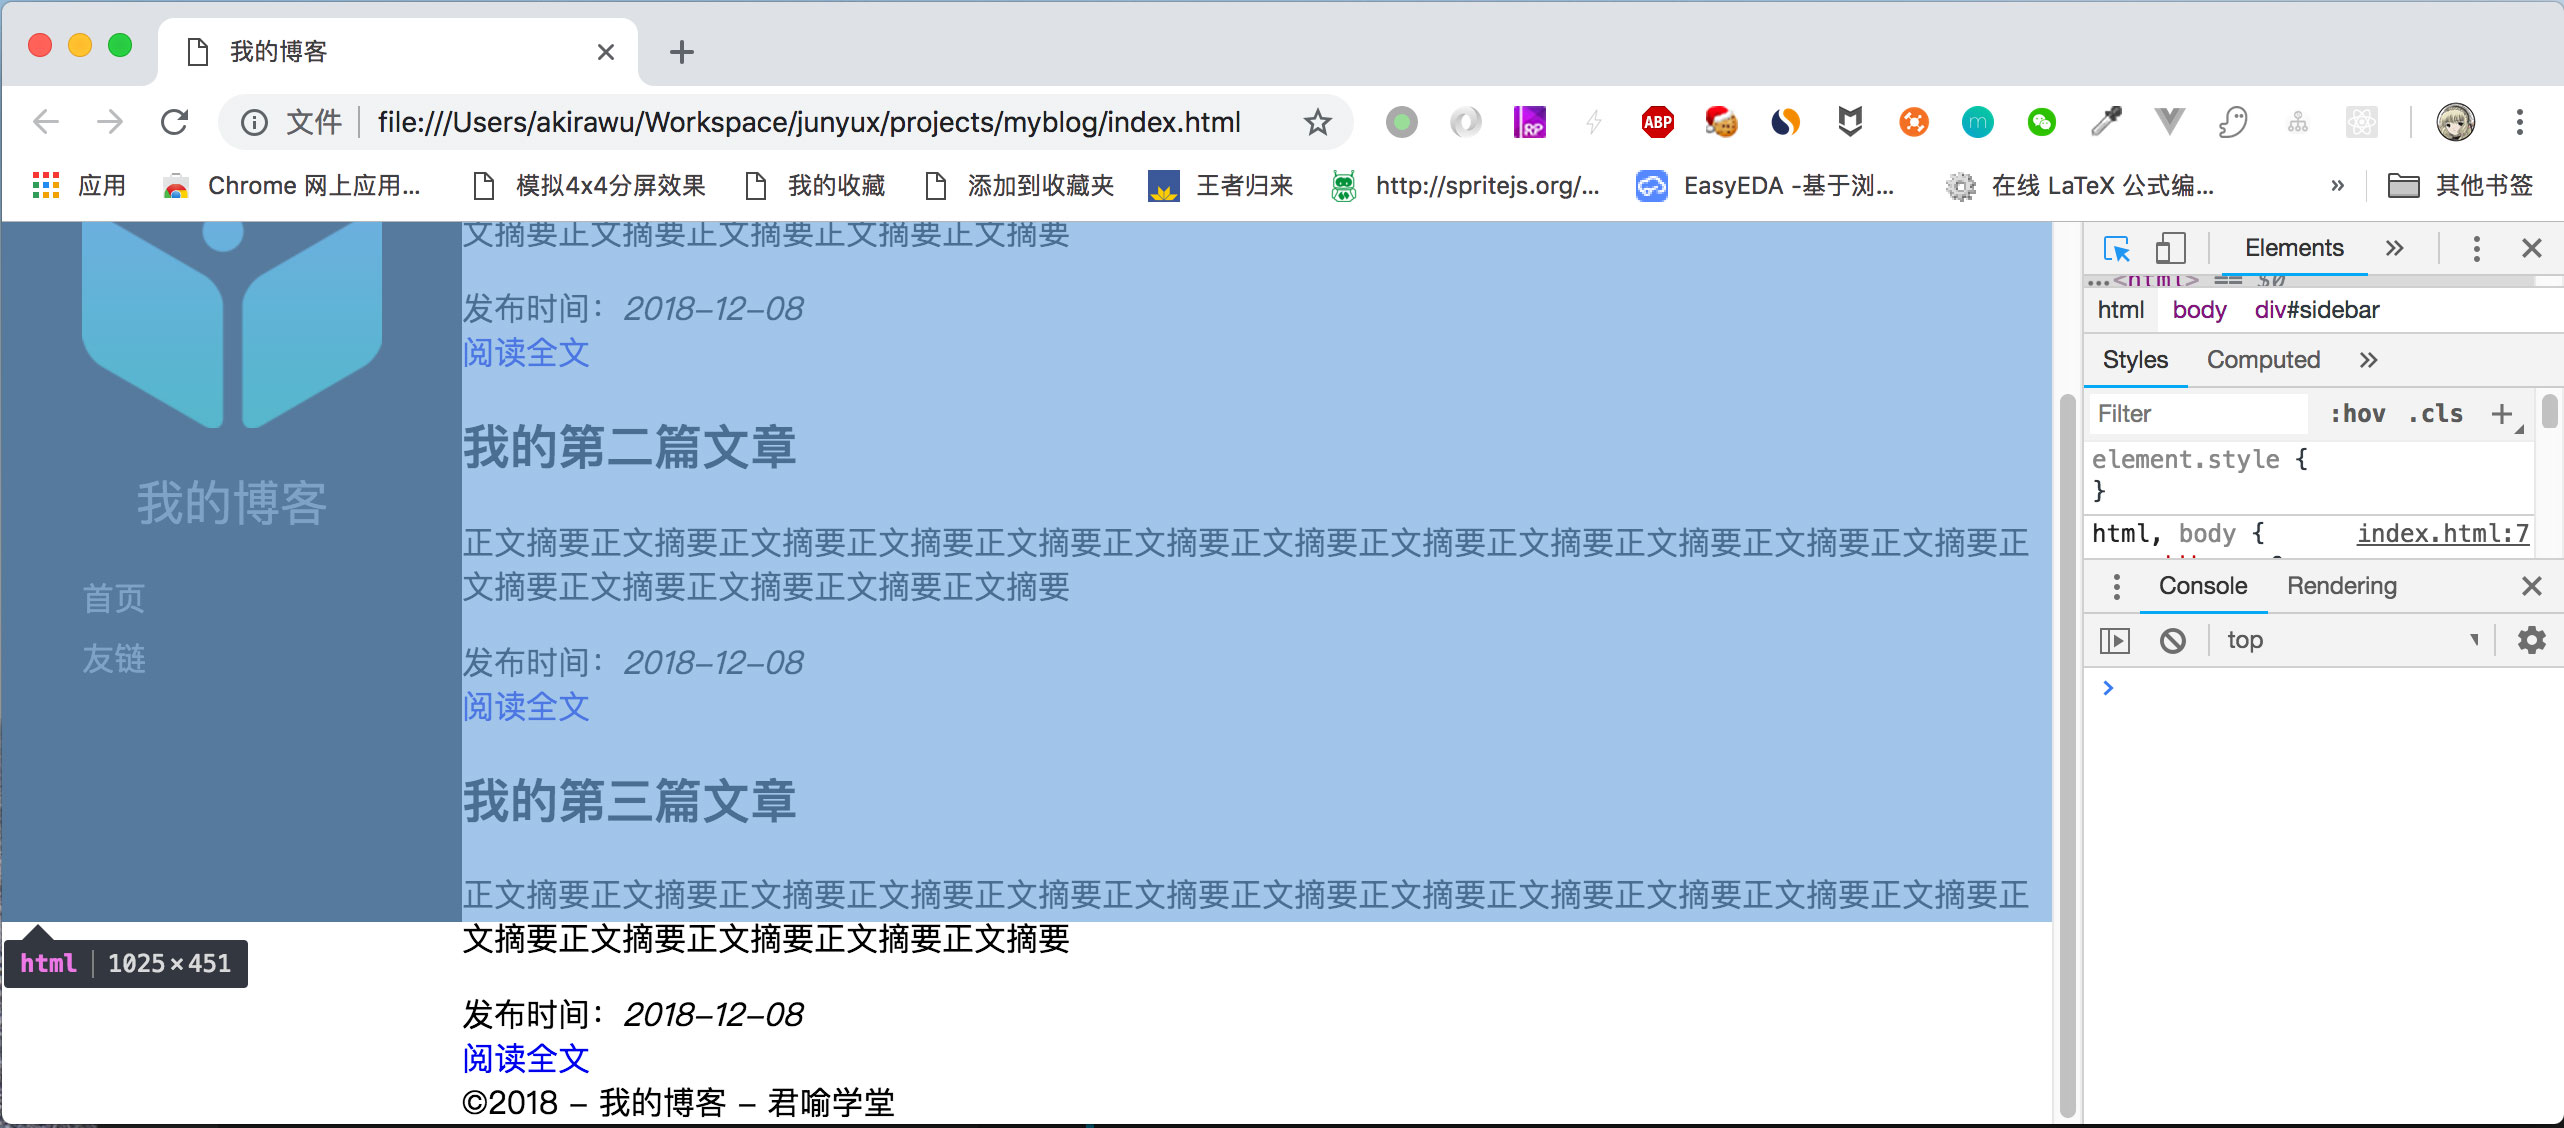 我的博客
文件 file:///Users/akirawu/Workspace/junyux/projects/myblog/index.html
RP ABP m
应用 Chrome 网上应用... 模拟4x4分屏效果 我的收藏 添加到收藏夹 王者归来 http://spritejs.org/... EasyEDA -基于浏... 在线 LaTeX 公式编... » 其他书签
我的博客
首页
友链
文摘要正文摘要正文摘要正文摘要正文摘要
发布时间：2018-12-08
阅读全文
我的第二篇文章
正文摘要正文摘要正文摘要正文摘要正文摘要正文摘要正文摘要正文摘要正文摘要正文摘要正文摘要正文摘要正
文摘要正文摘要正文摘要正文摘要正文摘要
发布时间：2018-12-08
阅读全文
我的第三篇文章
正文摘要正文摘要正文摘要正文摘要正文摘要正文摘要正文摘要正文摘要正文摘要正文摘要正文摘要正文摘要正
文摘要正文摘要正文摘要正文摘要正文摘要
发布时间：2018-12-08
阅读全文
©2018 - 我的博客 - 君喻学堂
html 1025×451
Elements »
...<html> == $0
html body div#sidebar
Styles Computed »
Filter :hov .cls +
element.style {
}
html, body { index.html:7
Console Rendering
top